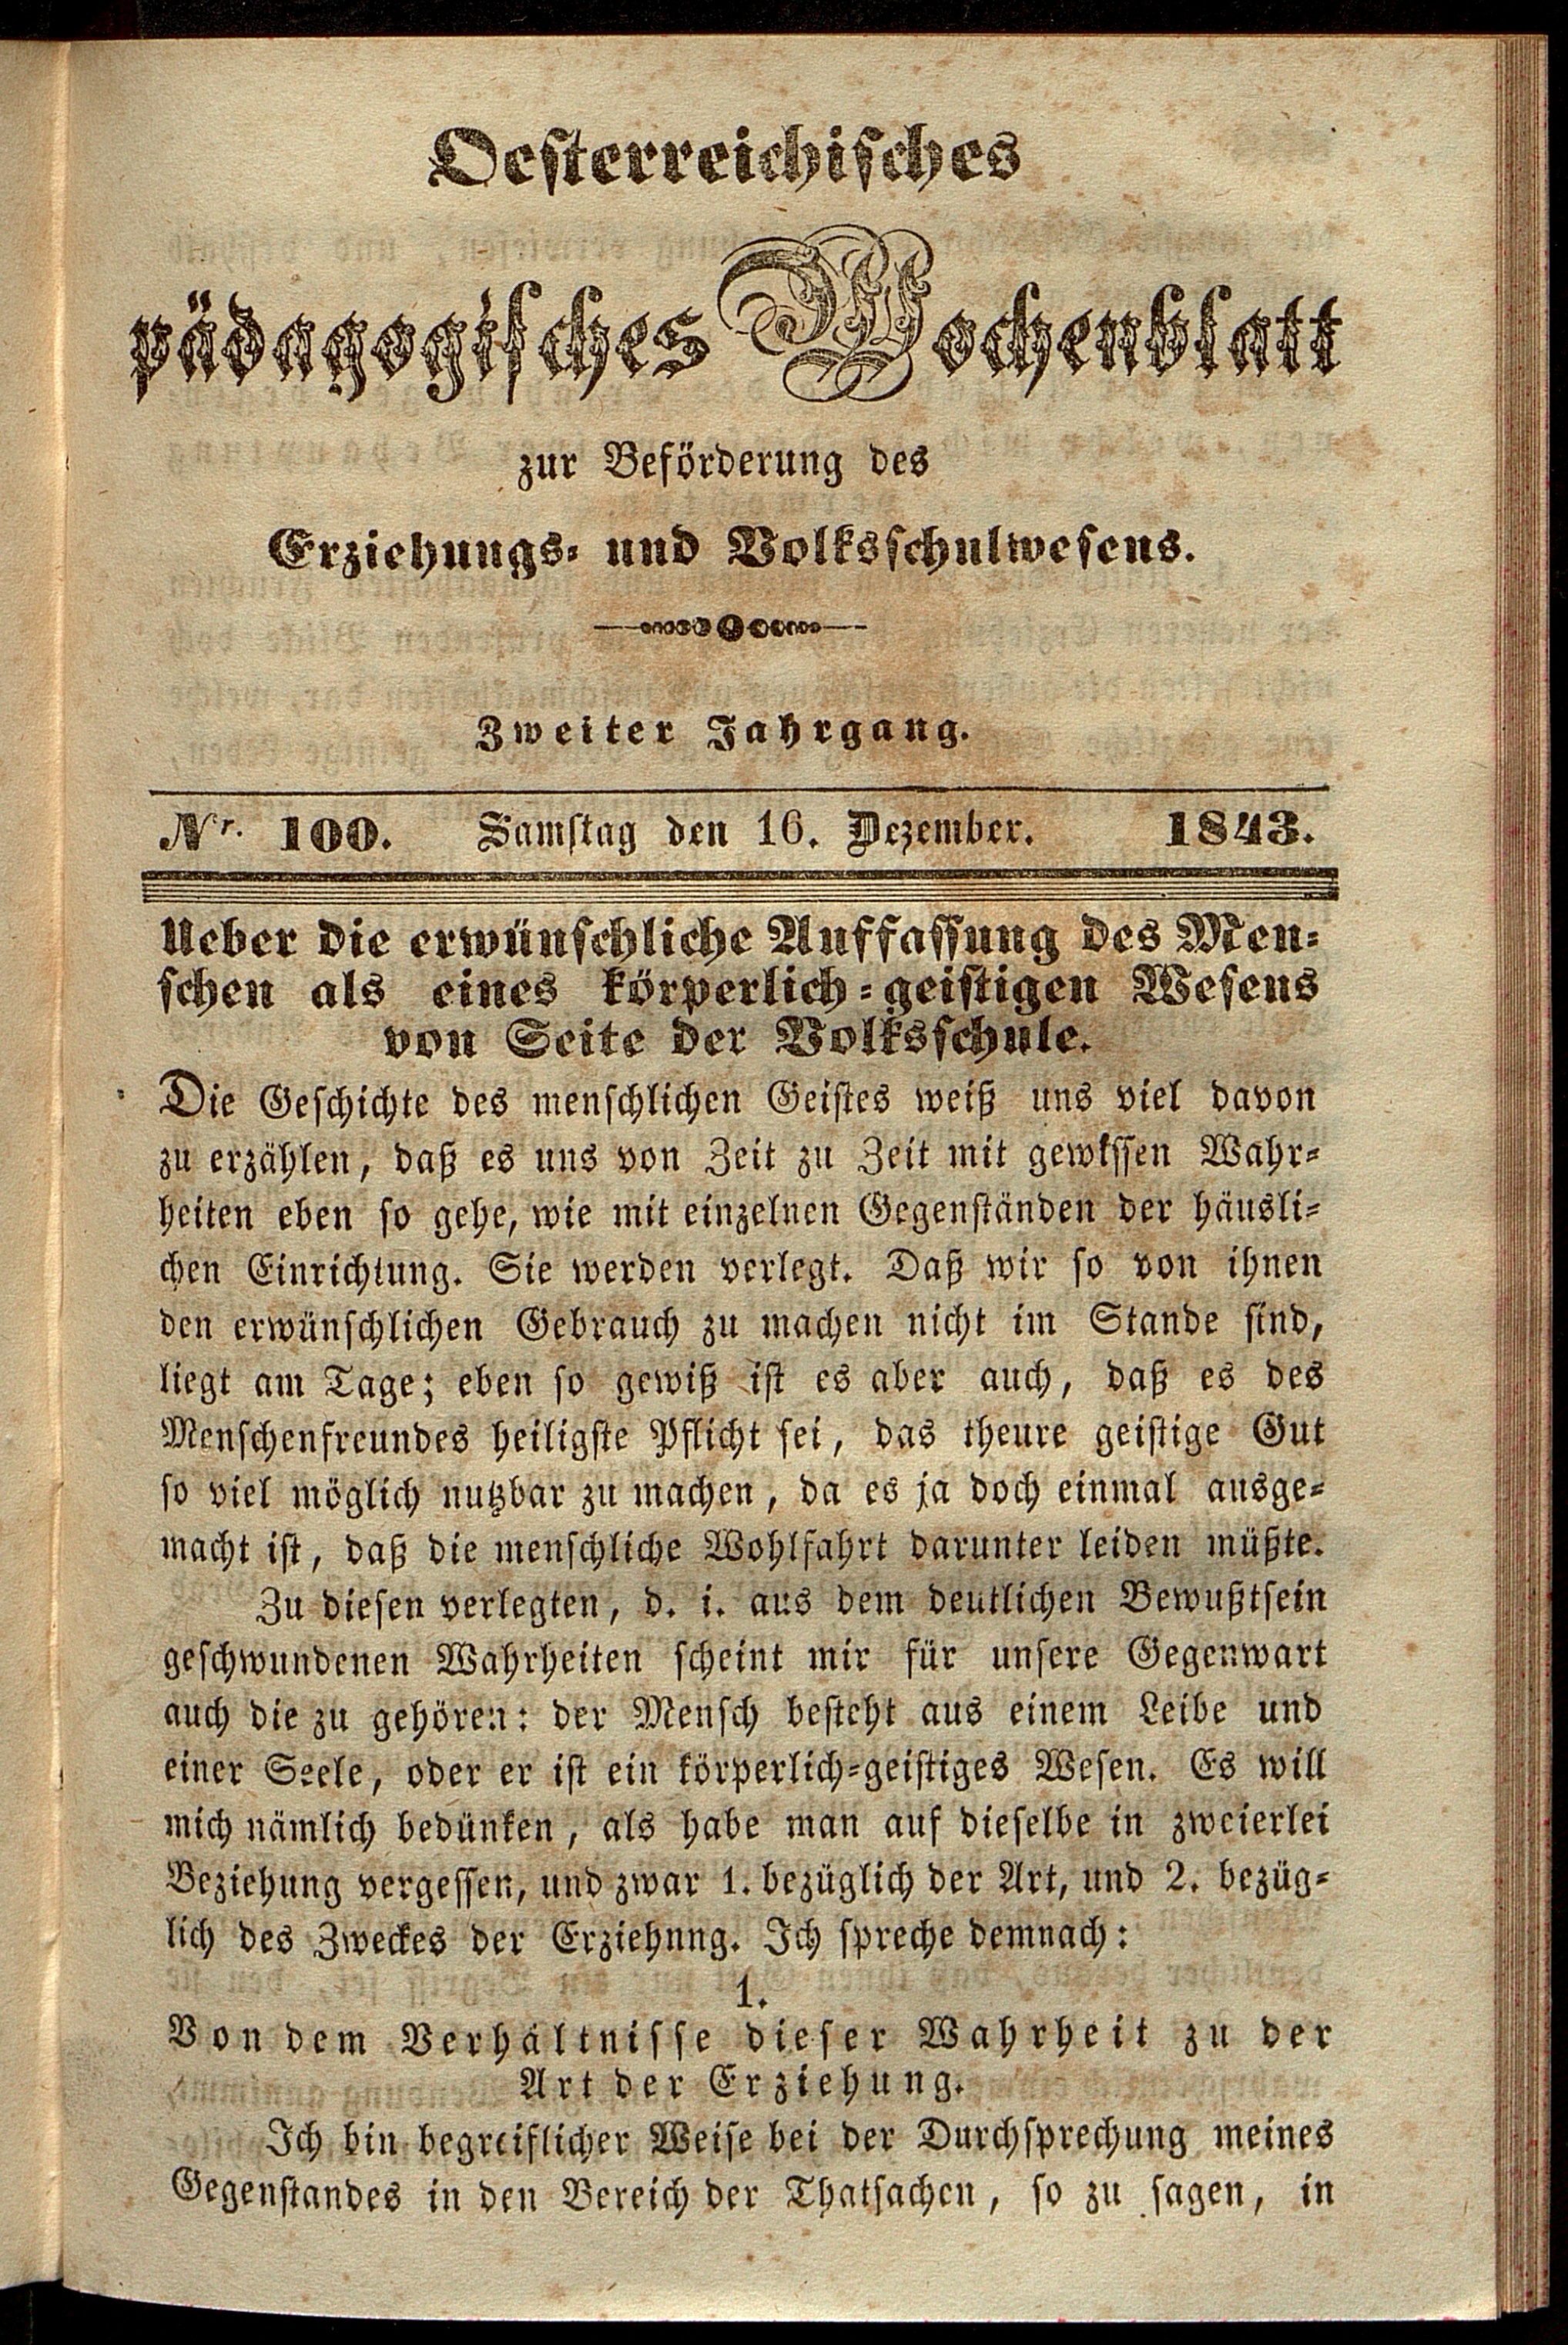 Oesterreichisches
pädagogisches Wochenblatt
zur Beförderung des
Erziehungs- und Volksschulwesens.
Zweiter Jahrgang.
Nr. 100. Samstag den 16. Dezember. 1843.
Ueber die erwünschliche Auffassung des Men-
schen als eines körperlich-geistigen Wesens
von Seite der Volksschule.
Die Geschichte des menschlichen Geistes weiß uns viel davon
zu erzählen, daß es uns von Zeit zu Zeit mit gewissen Wahr-
heiten eben so gehe, wie mit einzelnen Gegenständen der häusli-
chen Einrichtung. Sie werden verlegt. Daß wir so von ihnen
den erwünschlichen Gebrauch zu machen nicht im Stande sind,
liegt am Tage; eben so gewiß ist es aber auch, daß es des
Menschenfreundes heiligste Pflicht sei, das theure geistige Gut
so viel möglich nutzbar zu machen, da es ja doch einmal ausge-
macht ist, daß die menschliche Wohlfahrt darunter leiden müßte.
Zu diesen verlegten, d. i. aus dem deutlichen Bewußtsein
geschwundenen Wahrheiten scheint mir für unsere Gegenwart
auch die zu gehören: der Mensch besteht aus einem Leibe und
einer Seele, oder er ist ein körperlich-geistiges Wesen. Es will
mich nämlich bedünken, als habe man auf dieselbe in zweierlei
Beziehung vergessen, und zwar 1. bezüglich der Art, und 2. bezüg-
lich des Zweckes der Erziehnng. Ich spreche demnach:
1.
Von dem Verhältnisse dieser Wahrheit zu der
Art der Erziehung.
Ich bin begreiflicher Weise bei der Durchsprechung meines
Gegenstandes in den Bereich der Thatsachen, so zu sagen, in